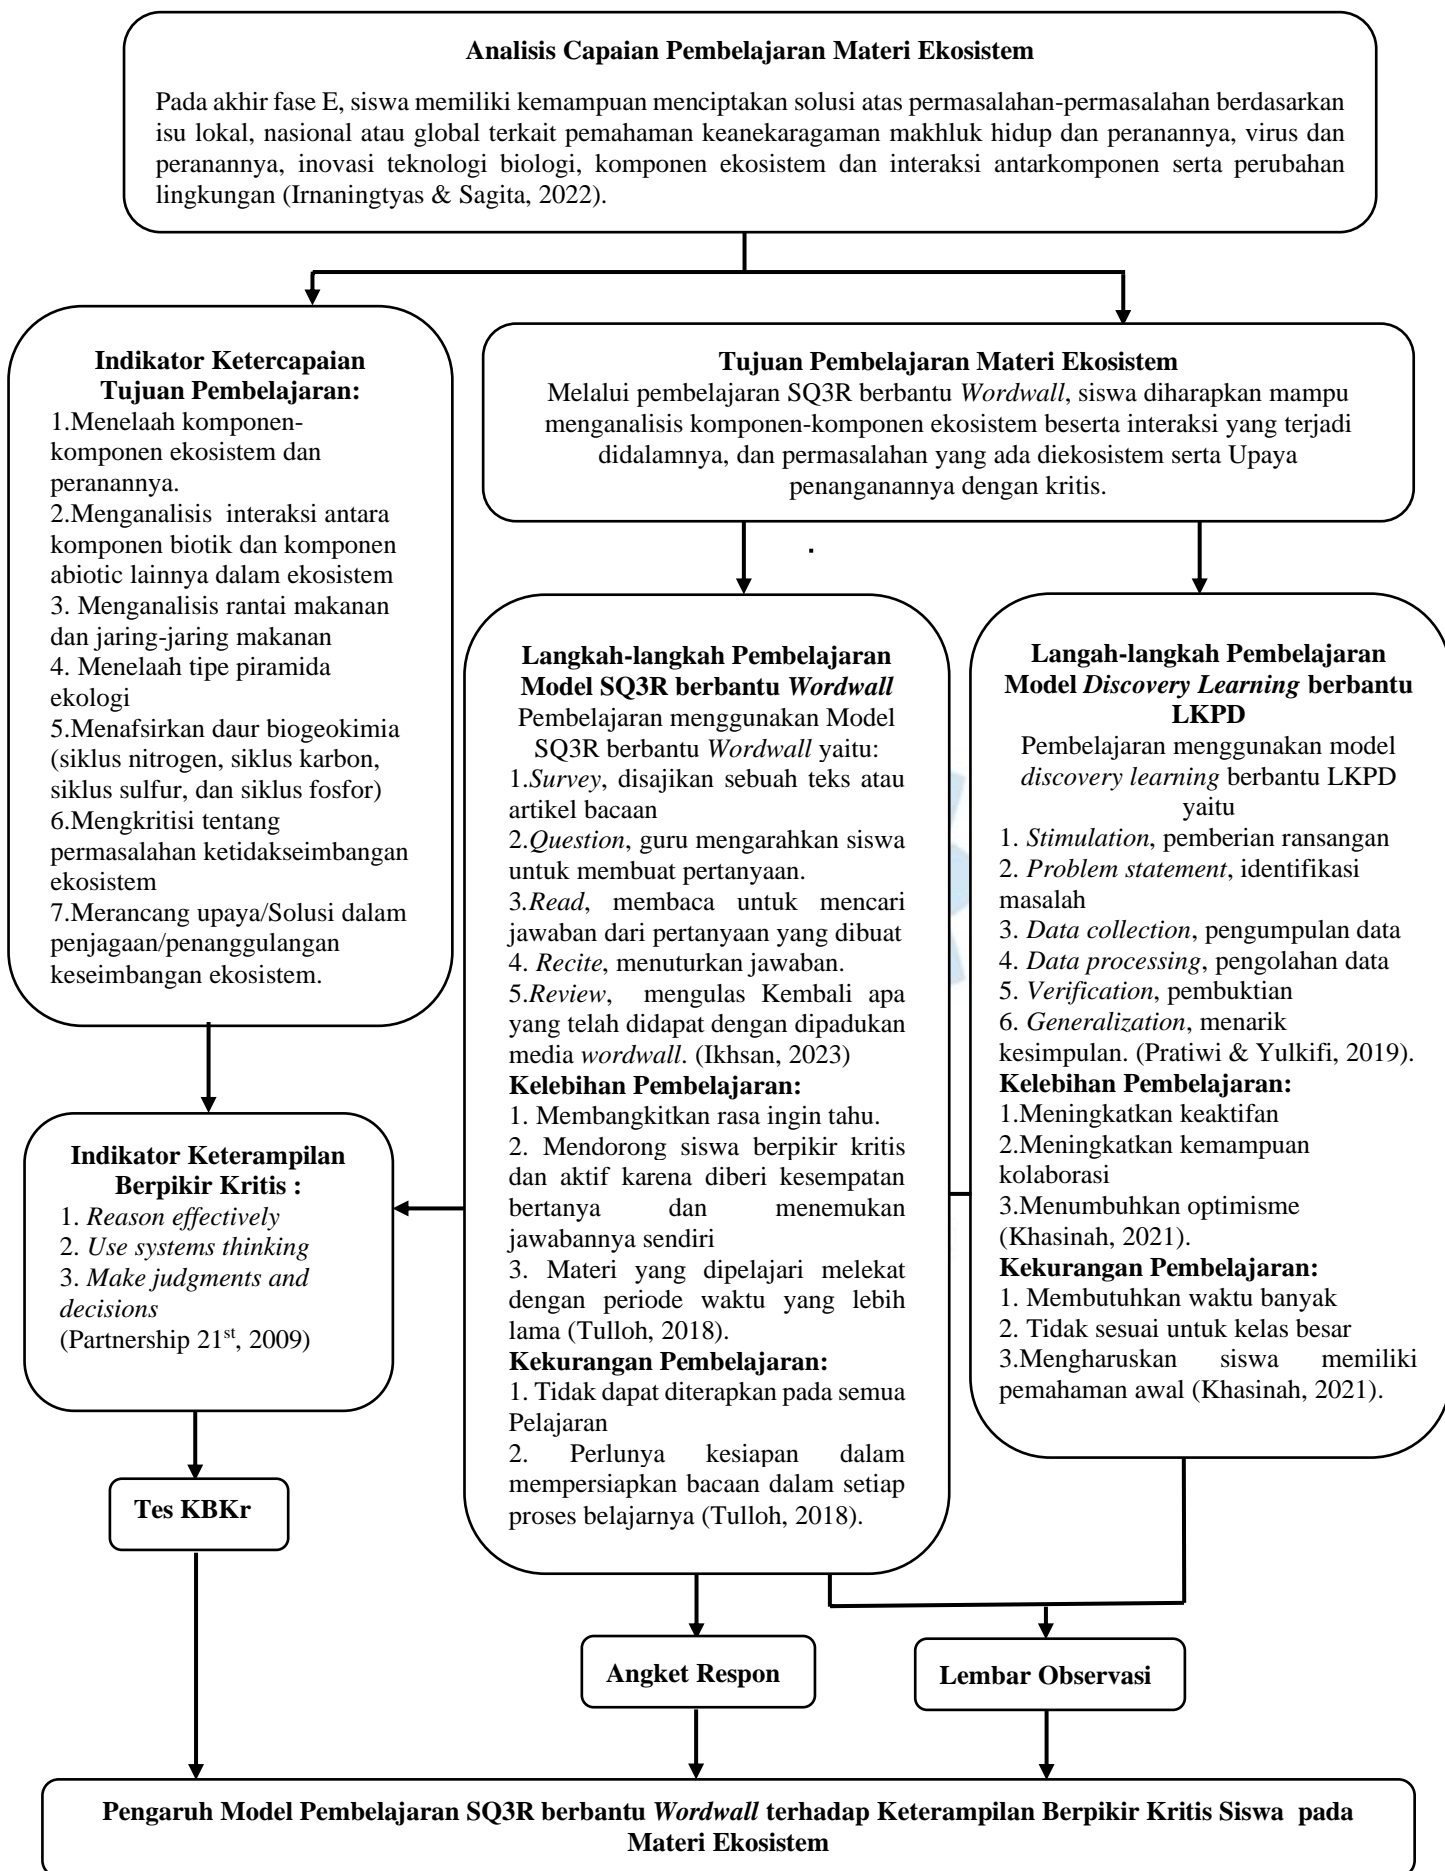 Analisis Capaian Pembelajaran Materi Ekosistem
Pada akhir fase E, siswa memiliki kemampuan menciptakan solusi atas permasalahan-permasalahan berdasarkan
isu lokal, nasional atau global terkait pemahaman keanekaragaman makhluk hidup dan peranannya, virus dan
peranannya, inovasi teknologi biologi, komponen ekosistem dan interaksi antarkomponen serta perubahan
lingkungan (Irnaningtyas & Sagita, 2022).
Indikator Ketercapaian
Tujuan Pembelajaran:
1.Menelaah komponen-
komponen ekosistem dan
peranannya.
2.Menganalisis interaksi antara
komponen biotik dan komponen
abiotic lainnya dalam ekosistem
3. Menganalisis rantai makanan
dan jaring-jaring makanan
4. Menelaah tipe piramida
ekologi
5.Menafsirkan daur biogeokimia
(siklus nitrogen, siklus karbon,
siklus sulfur, dan siklus fosfor)
6.Mengkritisi tentang
permasalahan ketidakseimbangan
ekosistem
7.Merancang upaya/Solusi dalam
penjagaan/penanggulangan
keseimbangan ekosistem.
Tujuan Pembelajaran Materi Ekosistem
Melalui pembelajaran SQ3R berbantu Wordwall, siswa diharapkan mampu
menganalisis komponen-komponen ekosistem beserta interaksi yang terjadi
didalamnya, dan permasalahan yang ada diekosistem serta Upaya
penanganannya dengan kritis.
.
Langkah-langkah Pembelajaran
Model SQ3R berbantu Wordwall
Pembelajaran menggunakan Model
SQ3R berbantu Wordwall yaitu:
1.Survey, disajikan sebuah teks atau
artikel bacaan
2.Question, guru mengarahkan siswa
untuk membuat pertanyaan.
3.Read, membaca untuk mencari
jawaban dari pertanyaan yang dibuat
4. Recite, menuturkan jawaban.
5.Review, mengulas Kembali apa
yang telah didapat dengan dipadukan
media wordwall. (Ikhsan, 2023)
Kelebihan Pembelajaran:
1. Membangkitkan rasa ingin tahu.
2. Mendorong siswa berpikir kritis
dan aktif karena diberi kesempatan
bertanya dan menemukan
jawabannya sendiri
3. Materi yang dipelajari melekat
dengan periode waktu yang lebih
lama (Tulloh, 2018).
Kekurangan Pembelajaran:
1. Tidak dapat diterapkan pada semua
Pelajaran
2. Perlunya kesiapan dalam
mempersiapkan bacaan dalam setiap
proses belajarnya (Tulloh, 2018).
Langah-langkah Pembelajaran
Model Discovery Learning berbantu
LKPD
Pembelajaran menggunakan model
discovery learning berbantu LKPD
yaitu
1. Stimulation, pemberian ransangan
2. Problem statement, identifikasi
masalah
3. Data collection, pengumpulan data
4. Data processing, pengolahan data
5. Verification, pembuktian
6. Generalization, menarik
kesimpulan. (Pratiwi & Yulkifi, 2019).
Kelebihan Pembelajaran:
1.Meningkatkan keaktifan
2.Meningkatkan kemampuan
kolaborasi
3.Menumbuhkan optimisme
(Khasinah, 2021).
Kekurangan Pembelajaran:
1. Membutuhkan waktu banyak
2. Tidak sesuai untuk kelas besar
3.Mengharuskan siswa memiliki
pemahaman awal (Khasinah, 2021).
Indikator Keterampilan
Berpikir Kritis :
1. Reason effectively
2. Use systems thinking
3. Make judgments and
decisions
(Partnership 21st, 2009)
Tes KBKr
Angket Respon
Lembar Observasi
Pengaruh Model Pembelajaran SQ3R berbantu Wordwall terhadap Keterampilan Berpikir Kritis Siswa pada
Materi Ekosistem